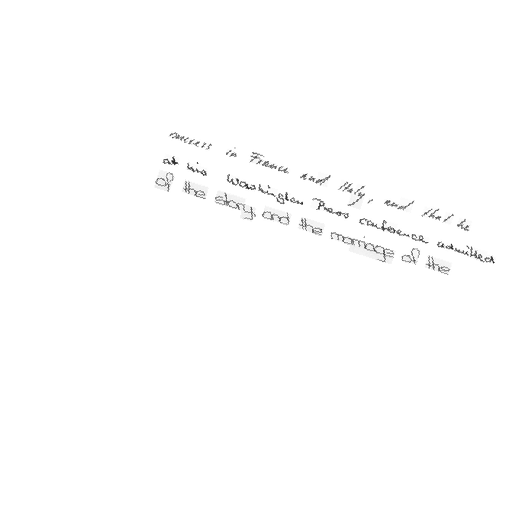 success in France and Italy, and that he
at his Washington Press conference admitted
of the story and the marriage of the